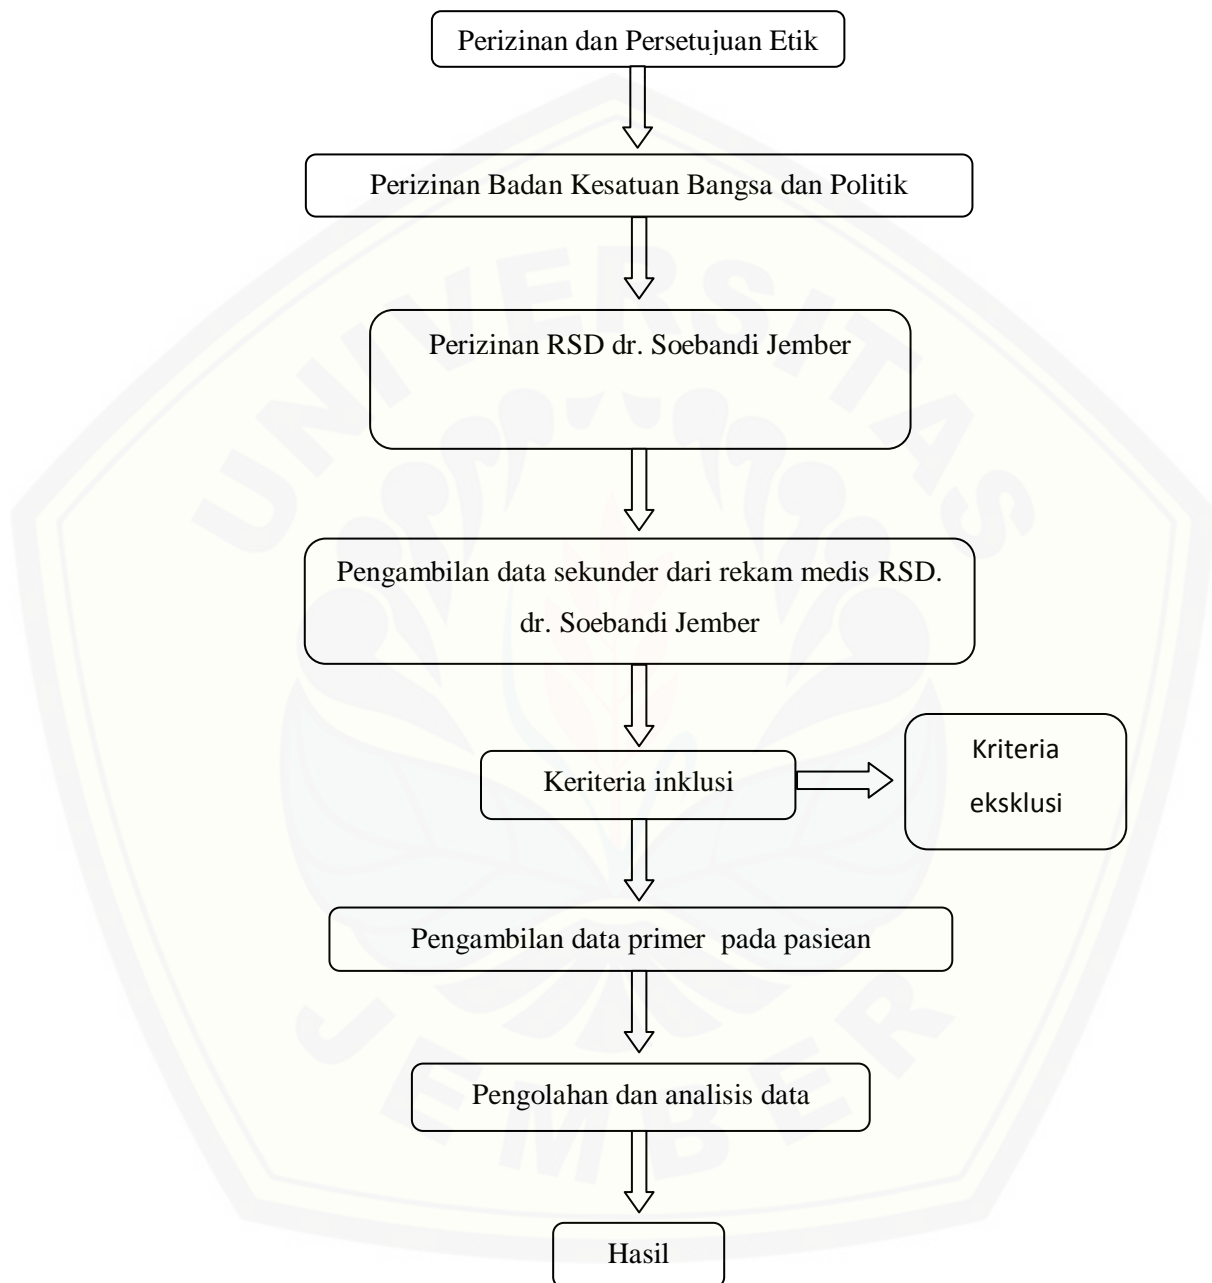 Perizinan dan Persetujuan Etik
Perizinan Badan Kesatuan Bangsa dan Politik
Perizinan RSD dr. Soebandi Jember
Pengambilan data sekunder dari rekam medis RSD.
dr. Soebandi Jember
Keriteria inklusi
Kriteria
eksklusi
Pengambilan data primer pada pasiean
Pengolahan dan analisis data
Hasil
UNIVERSITAS
JEMBER